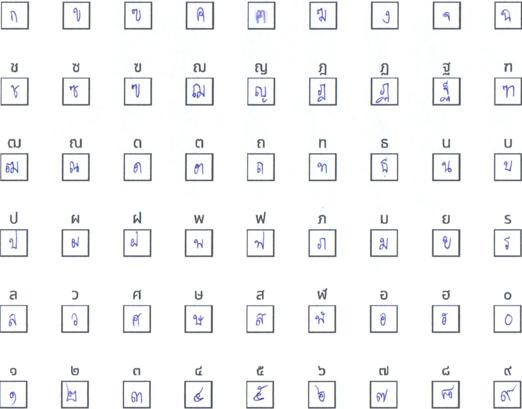 ก ข ฃ ค ฅ ฆ ง จ ฉ
ช ซ ฃ ฌ ญ ฎ ฏ ฐ ฑ
ช ซ ฃ ฌ ญ ฎ ฏ ฐ ฑ
ฒ ณ ด ต ถ ท ธ น บ
ฒ ณ ด ต ถ ท ธ น บ
ป ผ ฝ พ ฟ ภ ม ย ร
ป ผ ฝ พ ฟ ภ ม ย ร
ล ว ศ ษ ส ฬ อ ฮ ๐
ล ว ศ ษ ส ฬ อ ฮ ๐
๑ ๒ ๓ ๔ ๕ ๖ ๗ ๘ ๙
๑ ๒ ๓ ๔ ๕ ๖ ๗ ๘ ๙